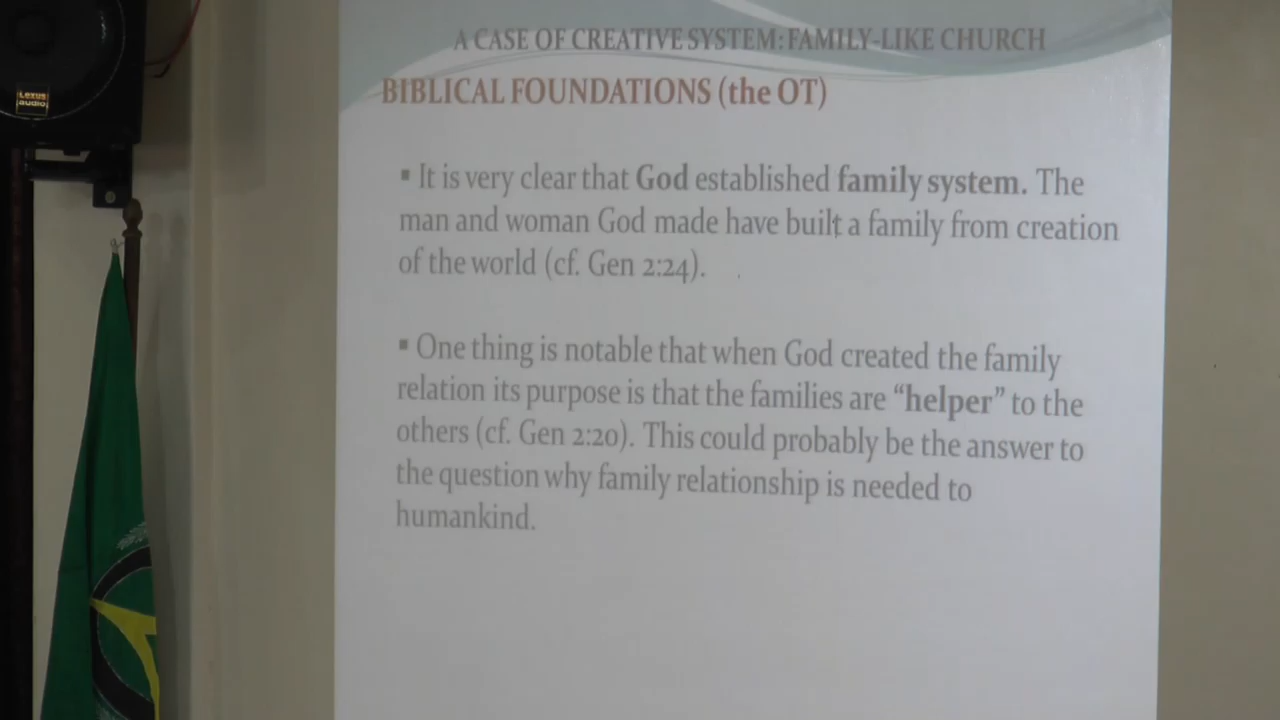 Lexus
audio
A CASE OF CREATIVE SYSTEM: FAMILY-LIKE CHURCH
BIBLICAL FOUNDATIONS (the OT)
▪ It is very clear that God established family system. The
man and woman God made have built a family from creation
of the world (cf. Gen 2:24).
▪ One thing is notable that when God created the family
relation its purpose is that the families are “helper” to the
others (cf. Gen 2:20). This could probably be the answer to
the question why family relationship is needed to
humankind.